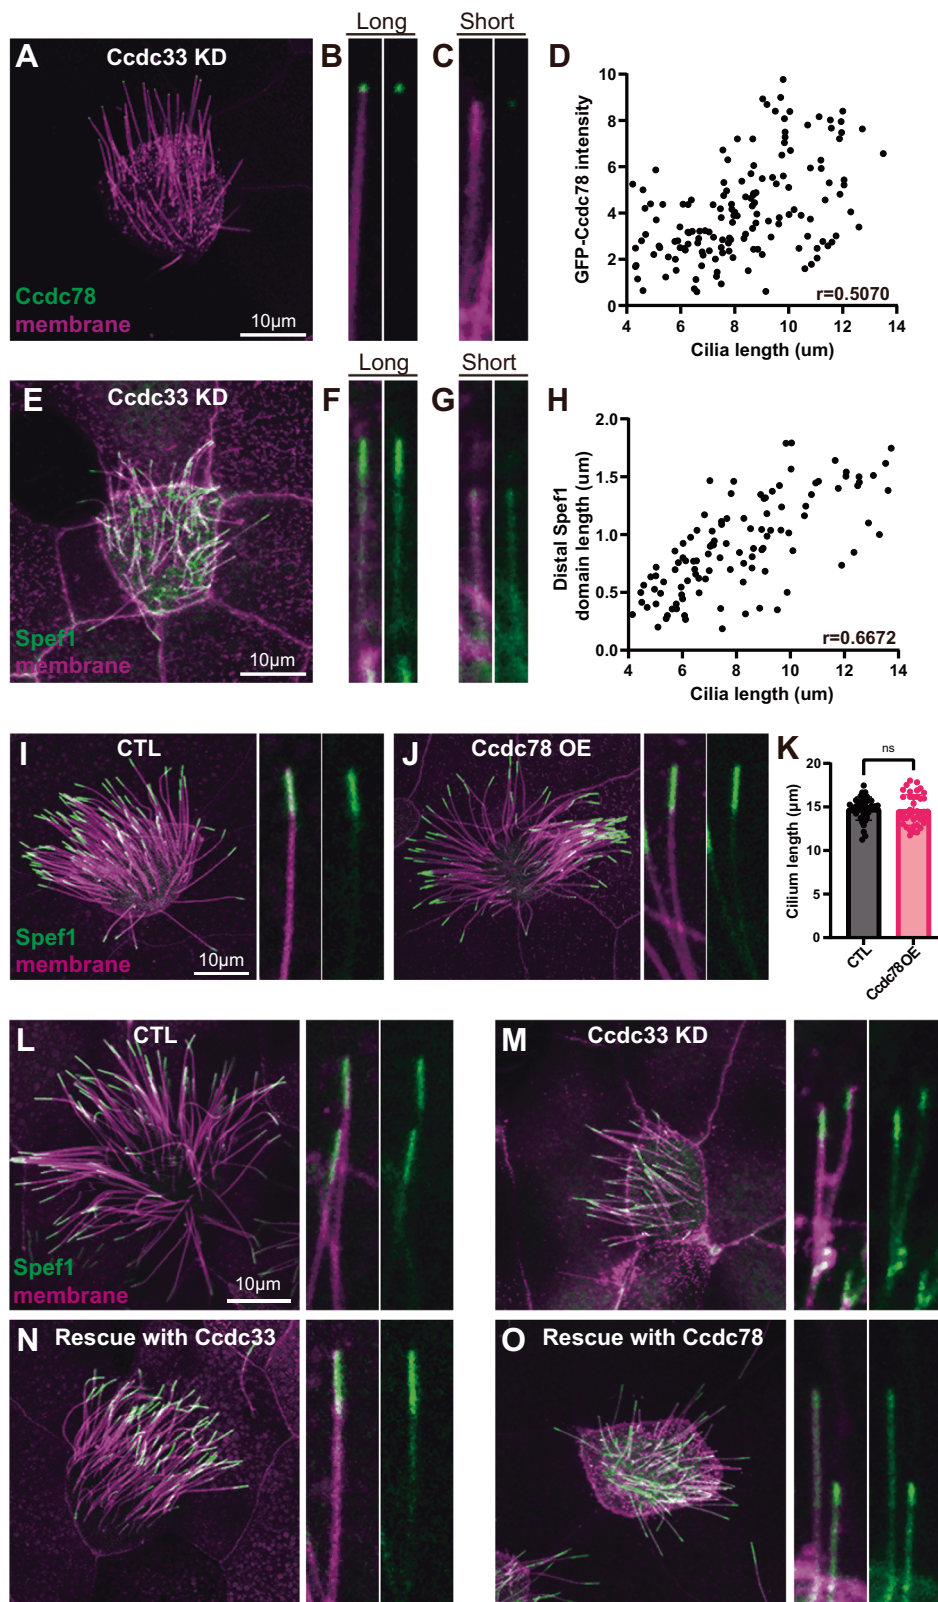 Long Short
A Ccdc33 KD B C D
Ccdc78
membrane
10µm
10
8
6
4
2
0
GFP-Ccdc78 intensity
r=0.5070
4 6 8 10 12 14
Cilia length (um)
Long Short
E Ccdc33 KD F G H
Spef1
membrane
10µm
2.0
1.5
1.0
0.5
0.0
Distal Spef1
domain length (um)
r=0.6672
4 6 8 10 12 14
Cilia length (um)
I CTL J Ccdc78 OE K
Spef1
membrane
10µm
ns
20
15
10
5
0
Cilium length (µm)
CTL
Ccdc78 OE
L CTL M Ccdc33 KD
Spef1
membrane
10µm
N Rescue with Ccdc33 O Rescue with Ccdc78